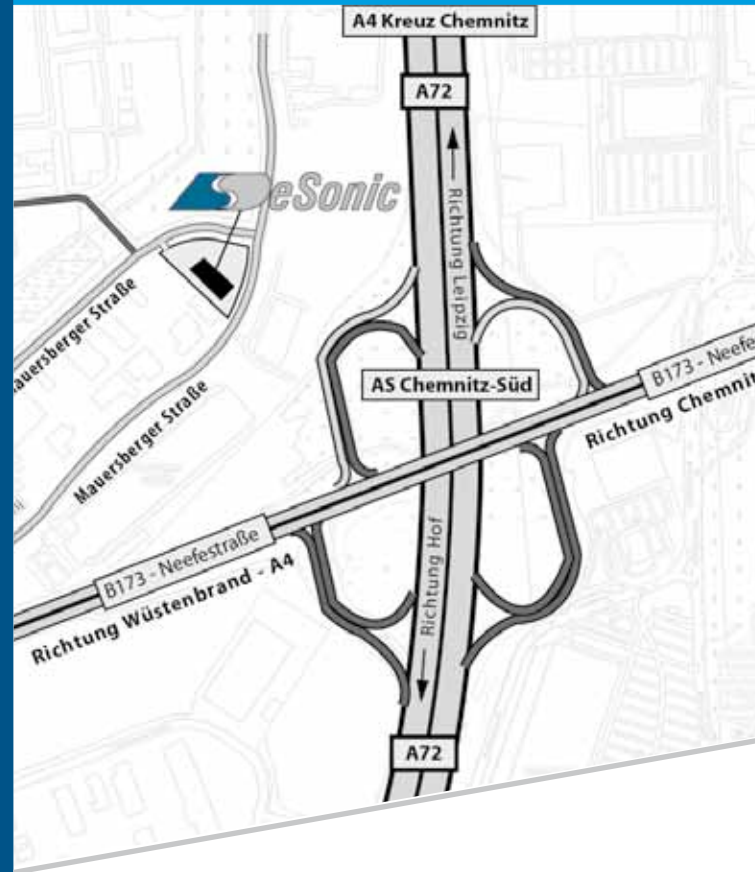 A4 Kreuz Chemnitz
A72
Richtung Leipzig
eSonic
Mauersberger Straße
AS Chemnitz-Süd
B173 - Neefe
Richtung Chemnit
Mauersberger Straße
Richtung Hof
B173 - Neefestraße
Richtung Wüstenbrand - A4
A72